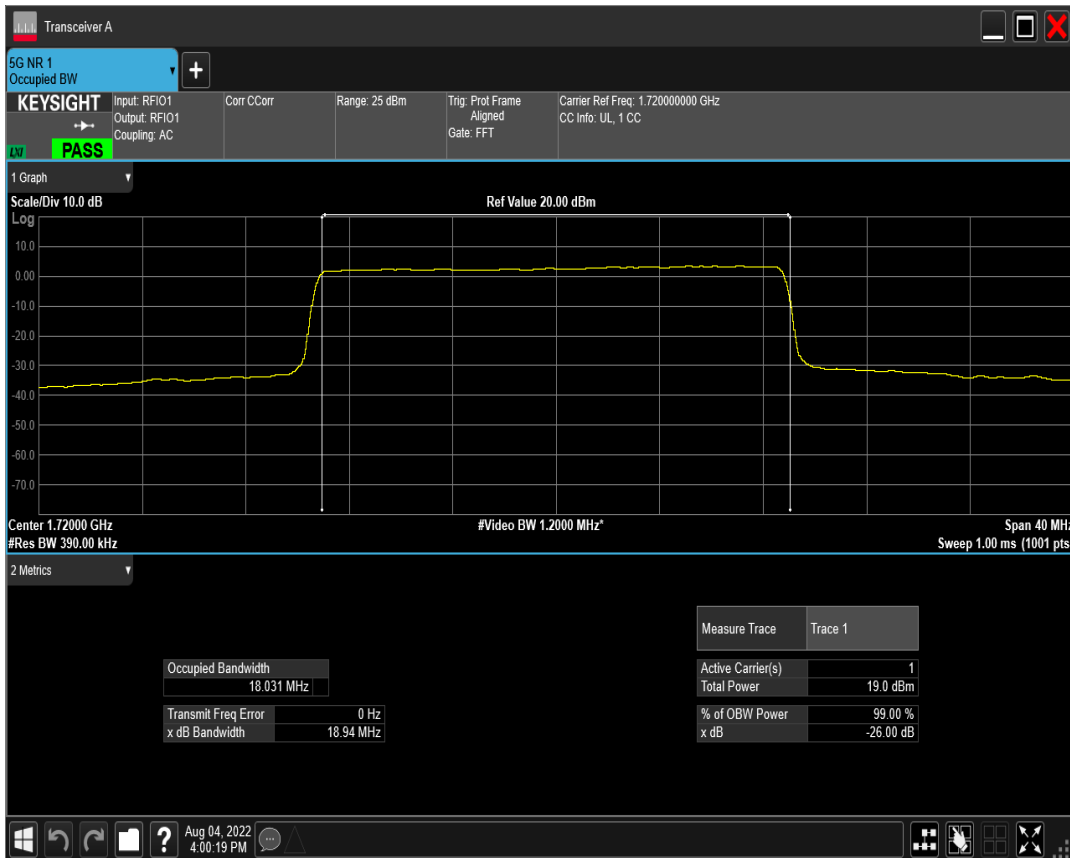 Transceiver A
5G NR 1
Occupied BW
+
KEYSIGHT
LXI
PASS
Input: RFIO1
Output: RFIO1
Coupling: AC
Corr CCorr
Range: 25 dBm
Trig: Prot Frame
Aligned
Gate: FFT
Carrier Ref Freq: 1.720000000 GHz
CC Info: UL, 1 CC
1 Graph
Scale/Div 10.0 dB
Ref Value 20.00 dBm
Log
10.0
0.00
-10.0
-20.0
-30.0
-40.0
-50.0
-60.0
-70.0
Center 1.72000 GHz
#Video BW 1.2000 MHz*
Span 40 MHz
#Res BW 390.00 kHz
Sweep 1.00 ms (1001 pts
2 Metrics
Measure Trace Trace 1
Occupied Bandwidth
18.031 MHz
Active Carrier(s) 1
Total Power 19.0 dBm
Transmit Freq Error 0 Hz
x dB Bandwidth 18.94 MHz
% of OBW Power 99.00 %
x dB -26.00 dB
?
Aug 04, 2022
4:00:19 PM